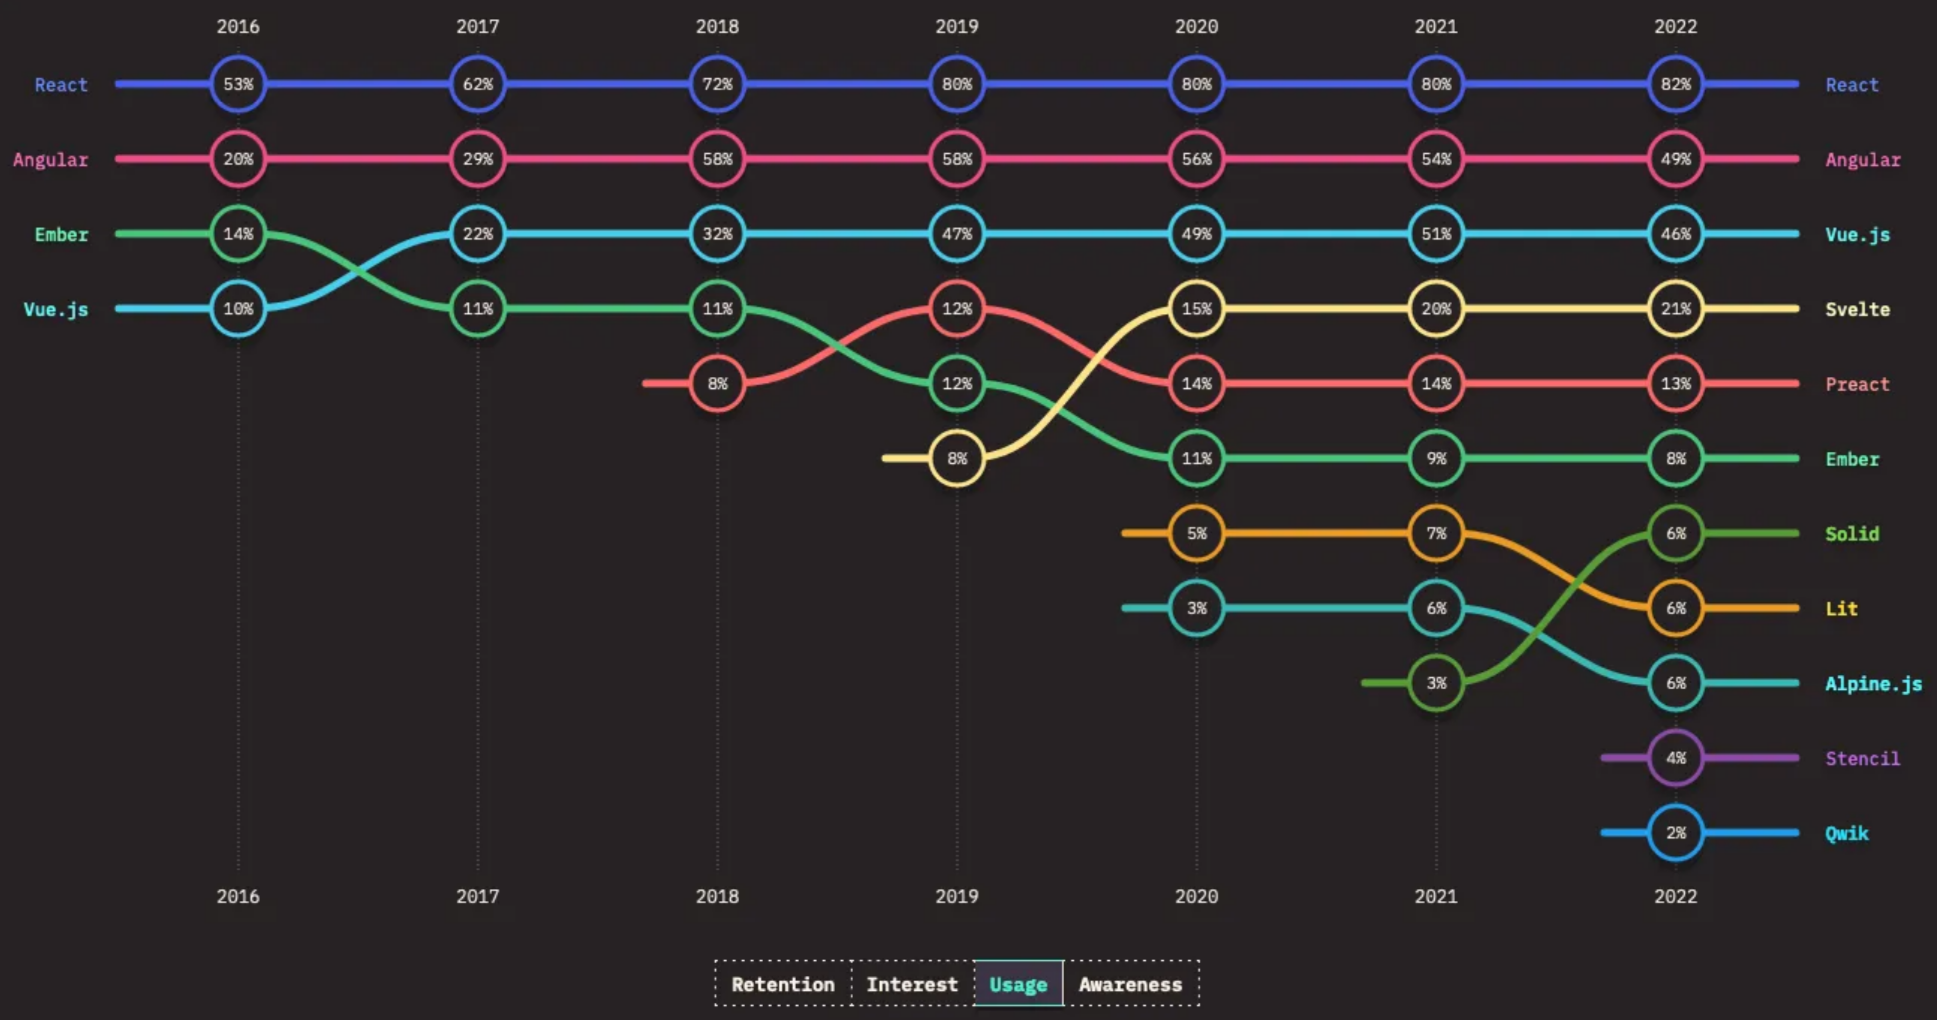 2016 2017 2018 2019 2020 2021 2022
React 53% 62% 72% 80% 80% 80% 82% React
Angular 20% 29% 58% 58% 56% 54% 49% Angular
Ember 14% 22% 32% 47% 49% 51% 46% Vue.js
Vue.js 10% 11% 11% 12% 15% 20% 21% Svelte
8% 12% 14% 14% 13% Preact
8% 11% 9% 8% Ember
5% 7% 6% Solid
3% 6% 6% Lit
3% 6% Alpine.js
4% Stencil
2% Qwik
2016 2017 2018 2019 2020 2021 2022
Retention Interest Usage Awareness